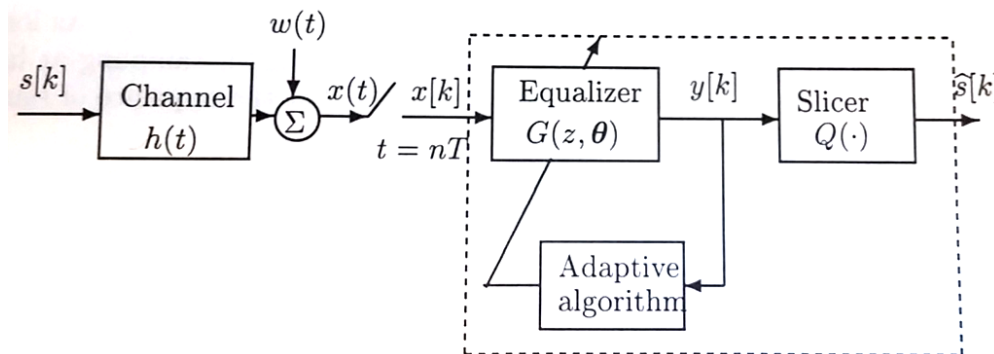 w(t)
s[k]
Channel
h(t)
Σ
x(t)
x[k]
t = nT
Equalizer
G(z, θ)
y[k]
Slicer
Q(·)
ŝ[k
Adaptive
algorithm